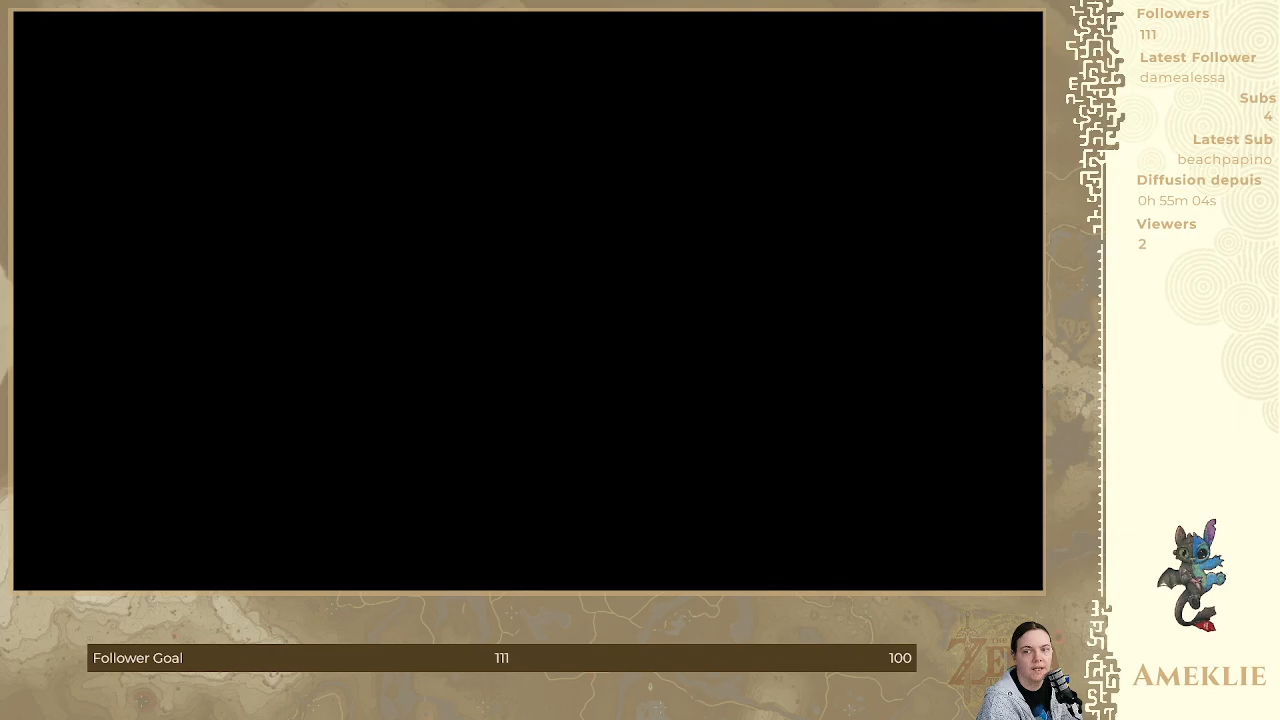 Followers
111
Latest Follower
damealessa
Subs
4
Latest Sub
beachpapino
Diffusion depuis
0h 55m 04s
Viewers
2
Follower Goal 111 100
THE
AMEKLIE